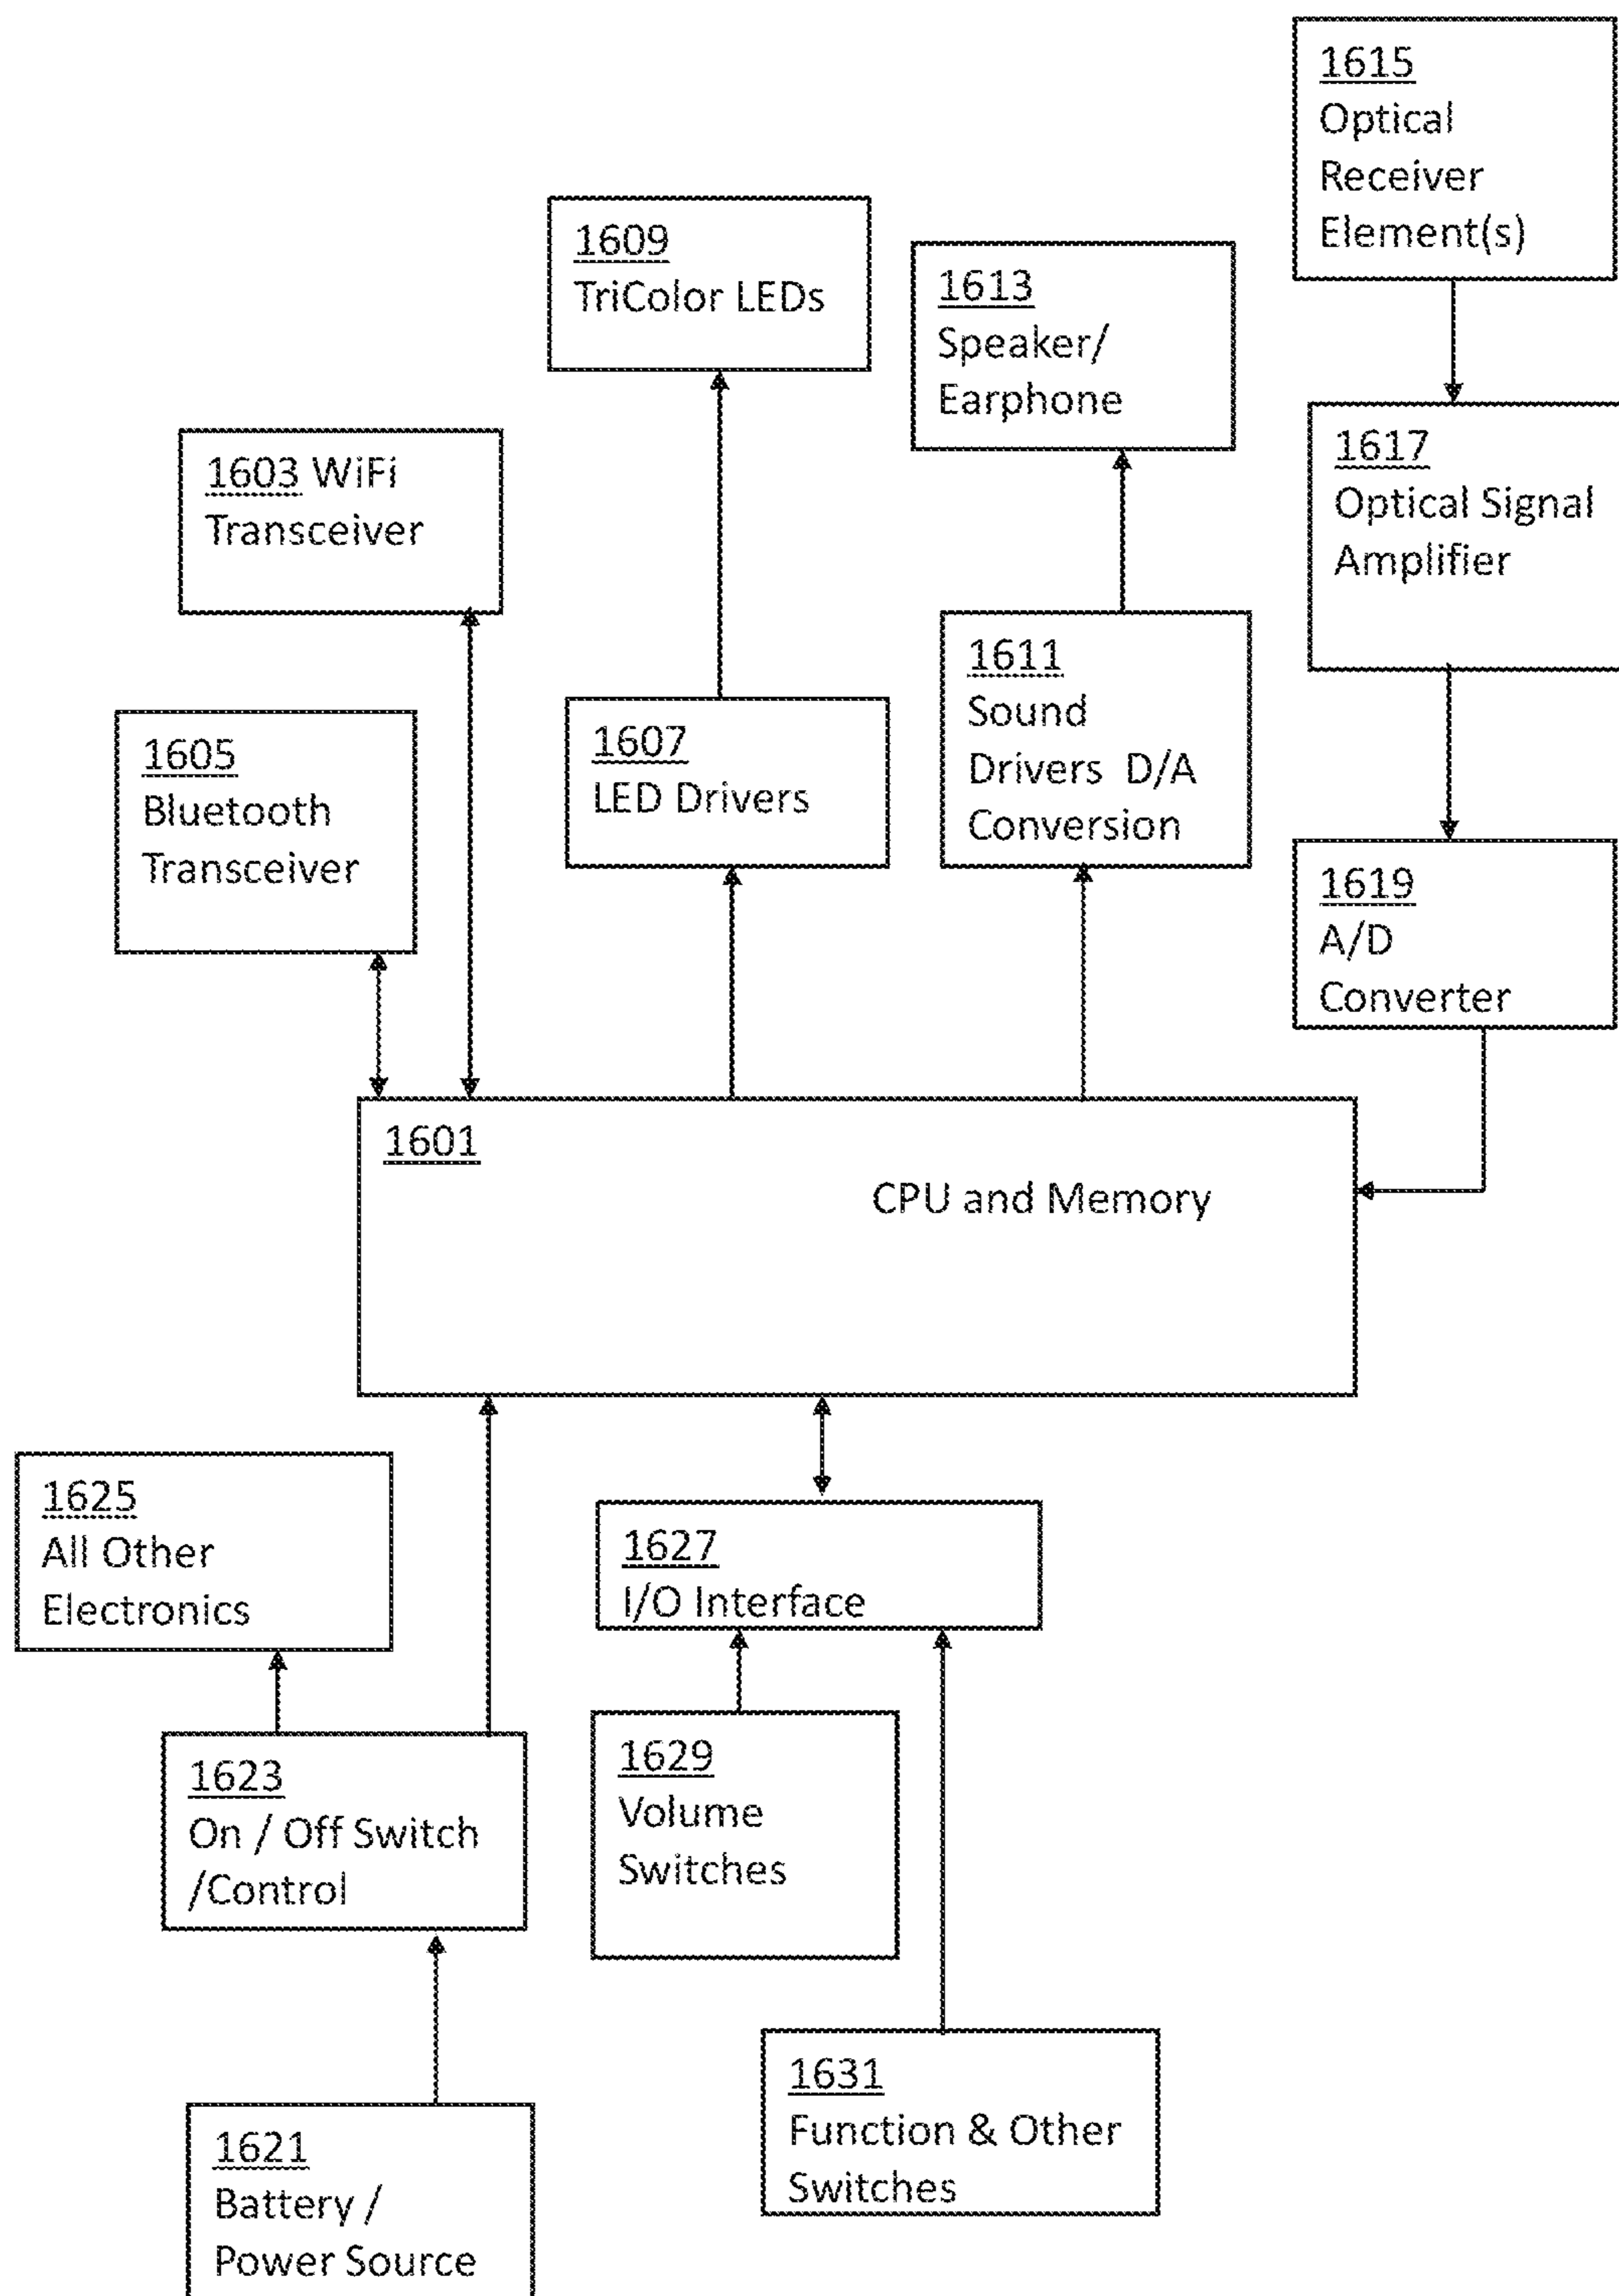 1615
Optical
Receiver
Element(s)
1609
TriColor LEDs
1613
Speaker/
Earphone
1603 WiFi
Transceiver
1617
Optical Signal
Amplifier
1605
Bluetooth
Transceiver
1607
LED Drivers
1611
Sound
Drivers D/A
Conversion
1619
A/D
Converter
1601
CPU and Memory
1625
All Other
Electronics
1627
I/O Interface
1623
On / Off Switch
/Control
1629
Volume
Switches
1631
Function & Other
Switches
1621
Battery /
Power Source